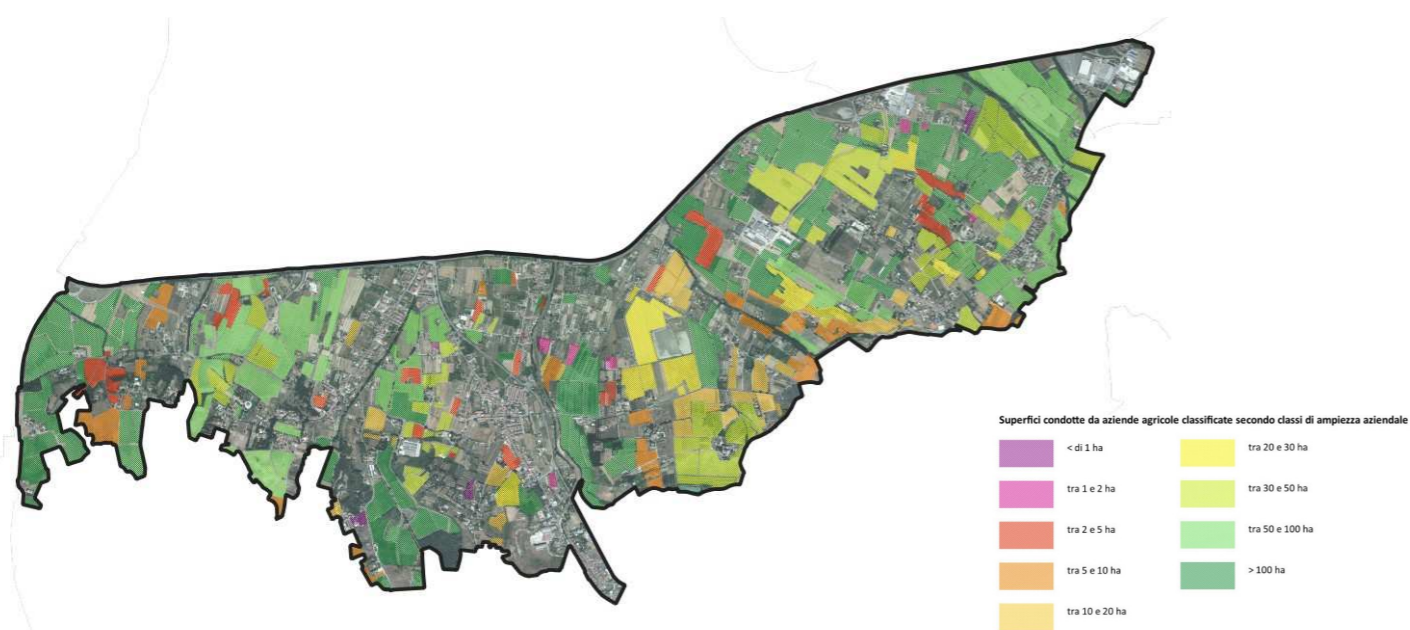 Superfici condotte da aziende agricole classificate secondo classi di ampiezza aziendale
< di 1 ha
tra 1 e 2 ha
tra 2 e 5 ha
tra 5 e 10 ha
tra 10 e 20 ha
tra 20 e 30 ha
tra 30 e 50 ha
tra 50 e 100 ha
> 100 ha